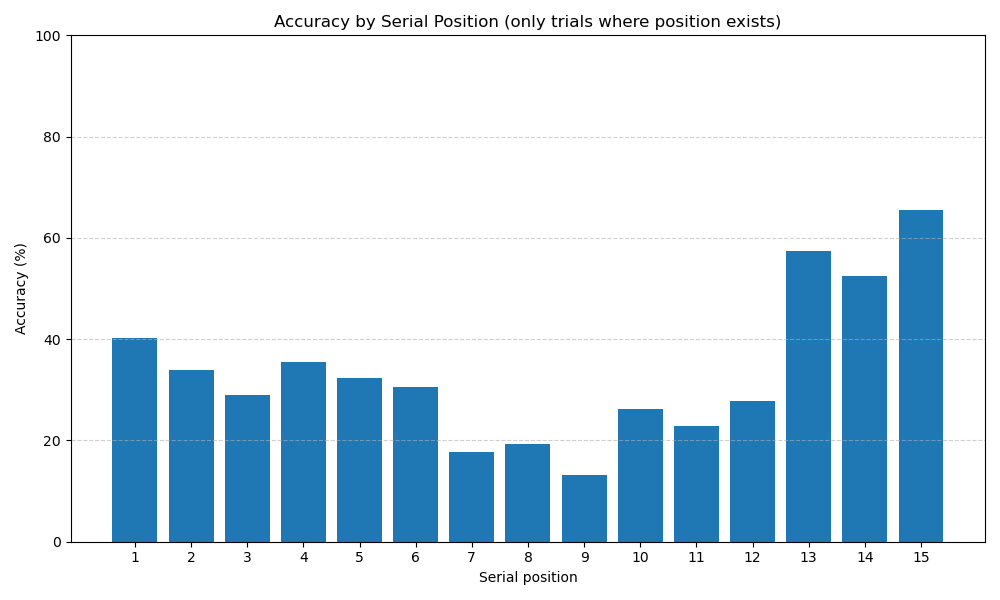 Accuracy by Serial Position (only trials where position exists)
100
80
60
40
20
0
Accuracy (%)
1 2 3 4 5 6 7 8 9 10 11 12 13 14 15
Serial position